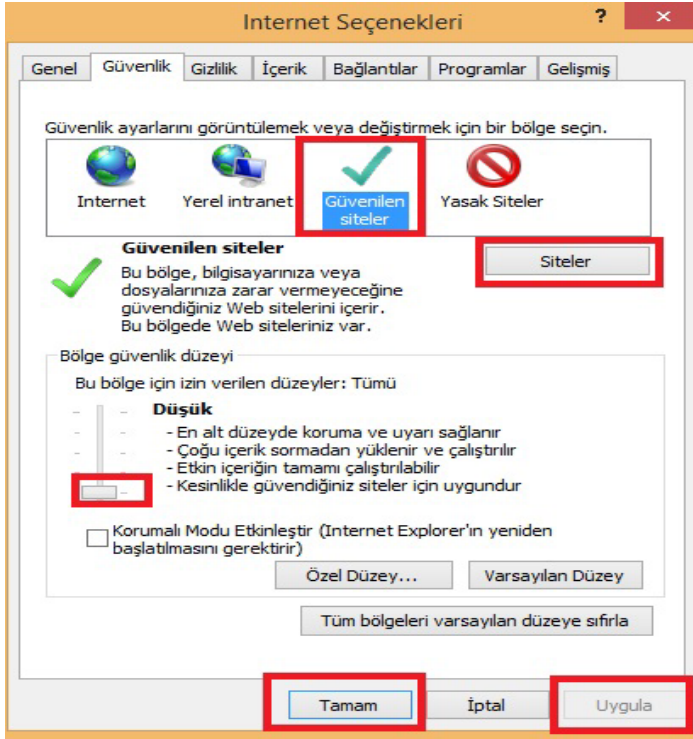 Internet Seçenekleri
?
×
Genel
Güvenlik
Gizlilik
İçerik
Bağlantılar
Programlar
Gelişmiş
Güvenlik ayarlarını görüntülemek veya değiştirmek için bir bölge seçin.
Internet
Yerel intranet
Güvenilen
siteler
Yasak Siteler
Güvenilen siteler
Siteler
Bu bölge, bilgisayarınıza veya
dosyalarınıza zarar vermeyeceğine
güvendiğiniz Web sitelerini içerir.
Bu bölgede Web siteleriniz var.
Bölge güvenlik düzeyi
Bu bölge için izin verilen düzeyler: Tümü
Düşük
- En alt düzeyde koruma ve uyarı sağlanır
- Çoğu içerik sormadan yüklenir ve çalıştırılır
- Etkin içeriğin tamamı çalıştırılabilir
- Kesinlikle güvendiğiniz siteler için uygundur
Korumalı Modu Etkinleştir (Internet Explorer'ın yeniden
başlatılmasını gerektirir)
Özel Düzey...
Varsayılan Düzey
Tüm bölgeleri varsayılan düzeye sıfırla
Tamam
İptal
Uygula